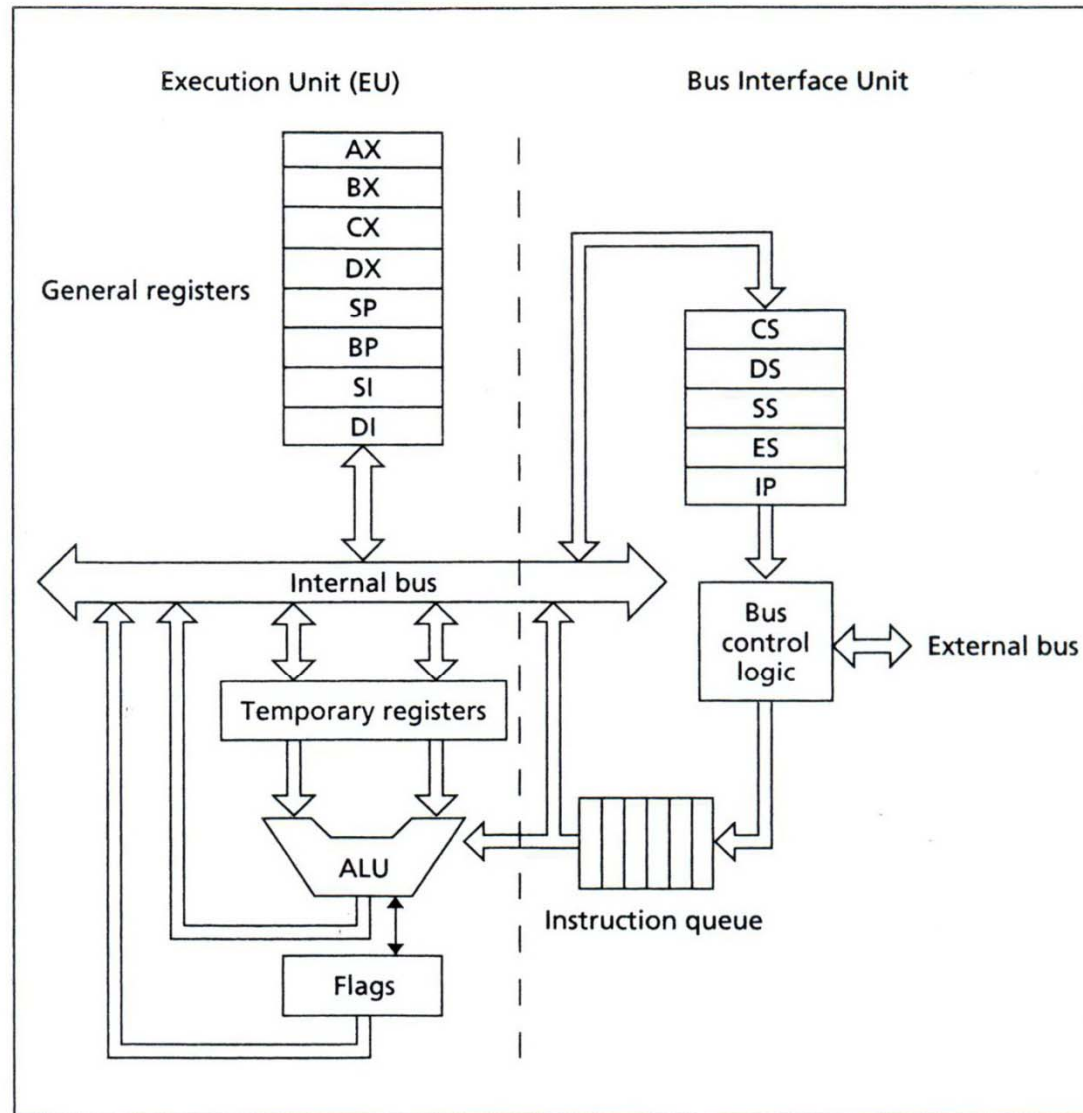 Execution Unit (EU)
Bus Interface Unit
AX
BX
CX
DX
SP
BP
SI
DI
General registers
CS
DS
SS
ES
IP
Internal bus
Bus
control
logic
External bus
Temporary registers
ALU
Instruction queue
Flags